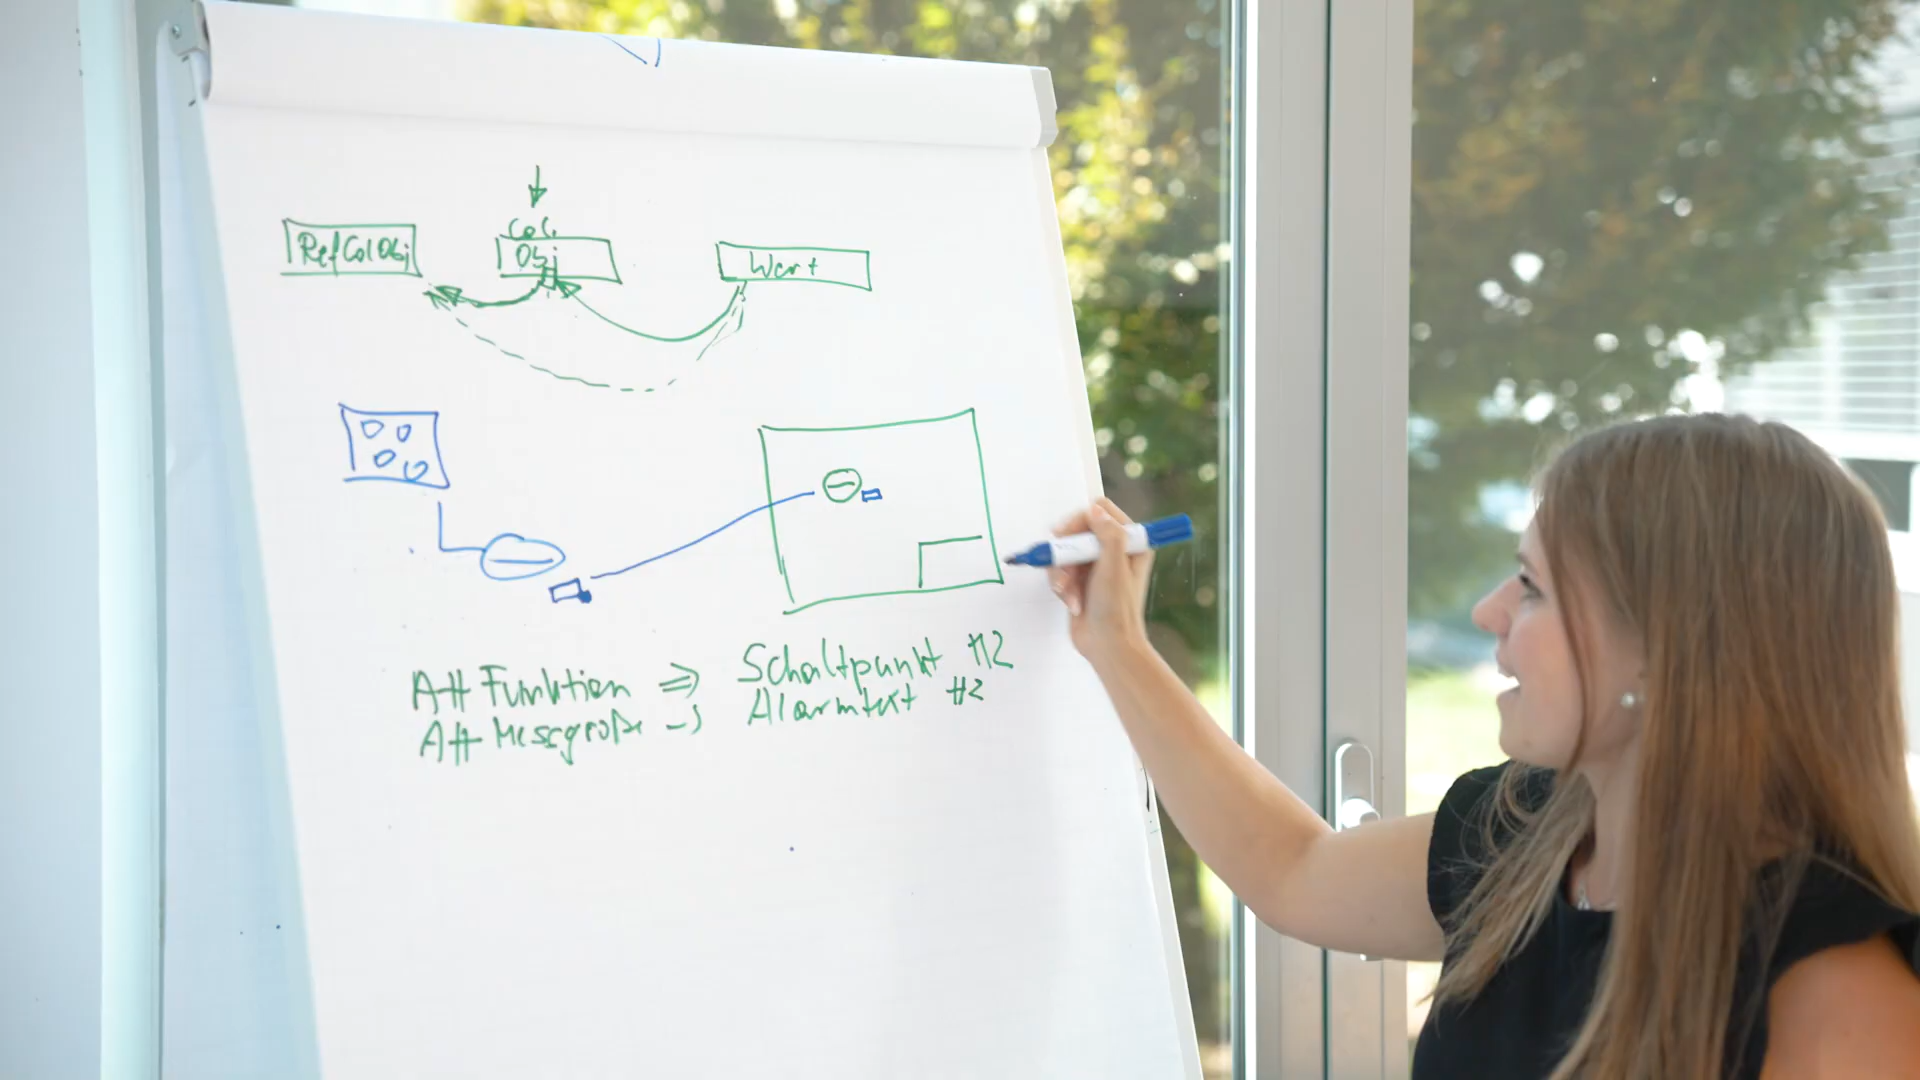 RefColObj
Col.
Obj
Wert
Att Funktion => Schaltpunkt #2
Att Messgröße -> Alarmtext #2